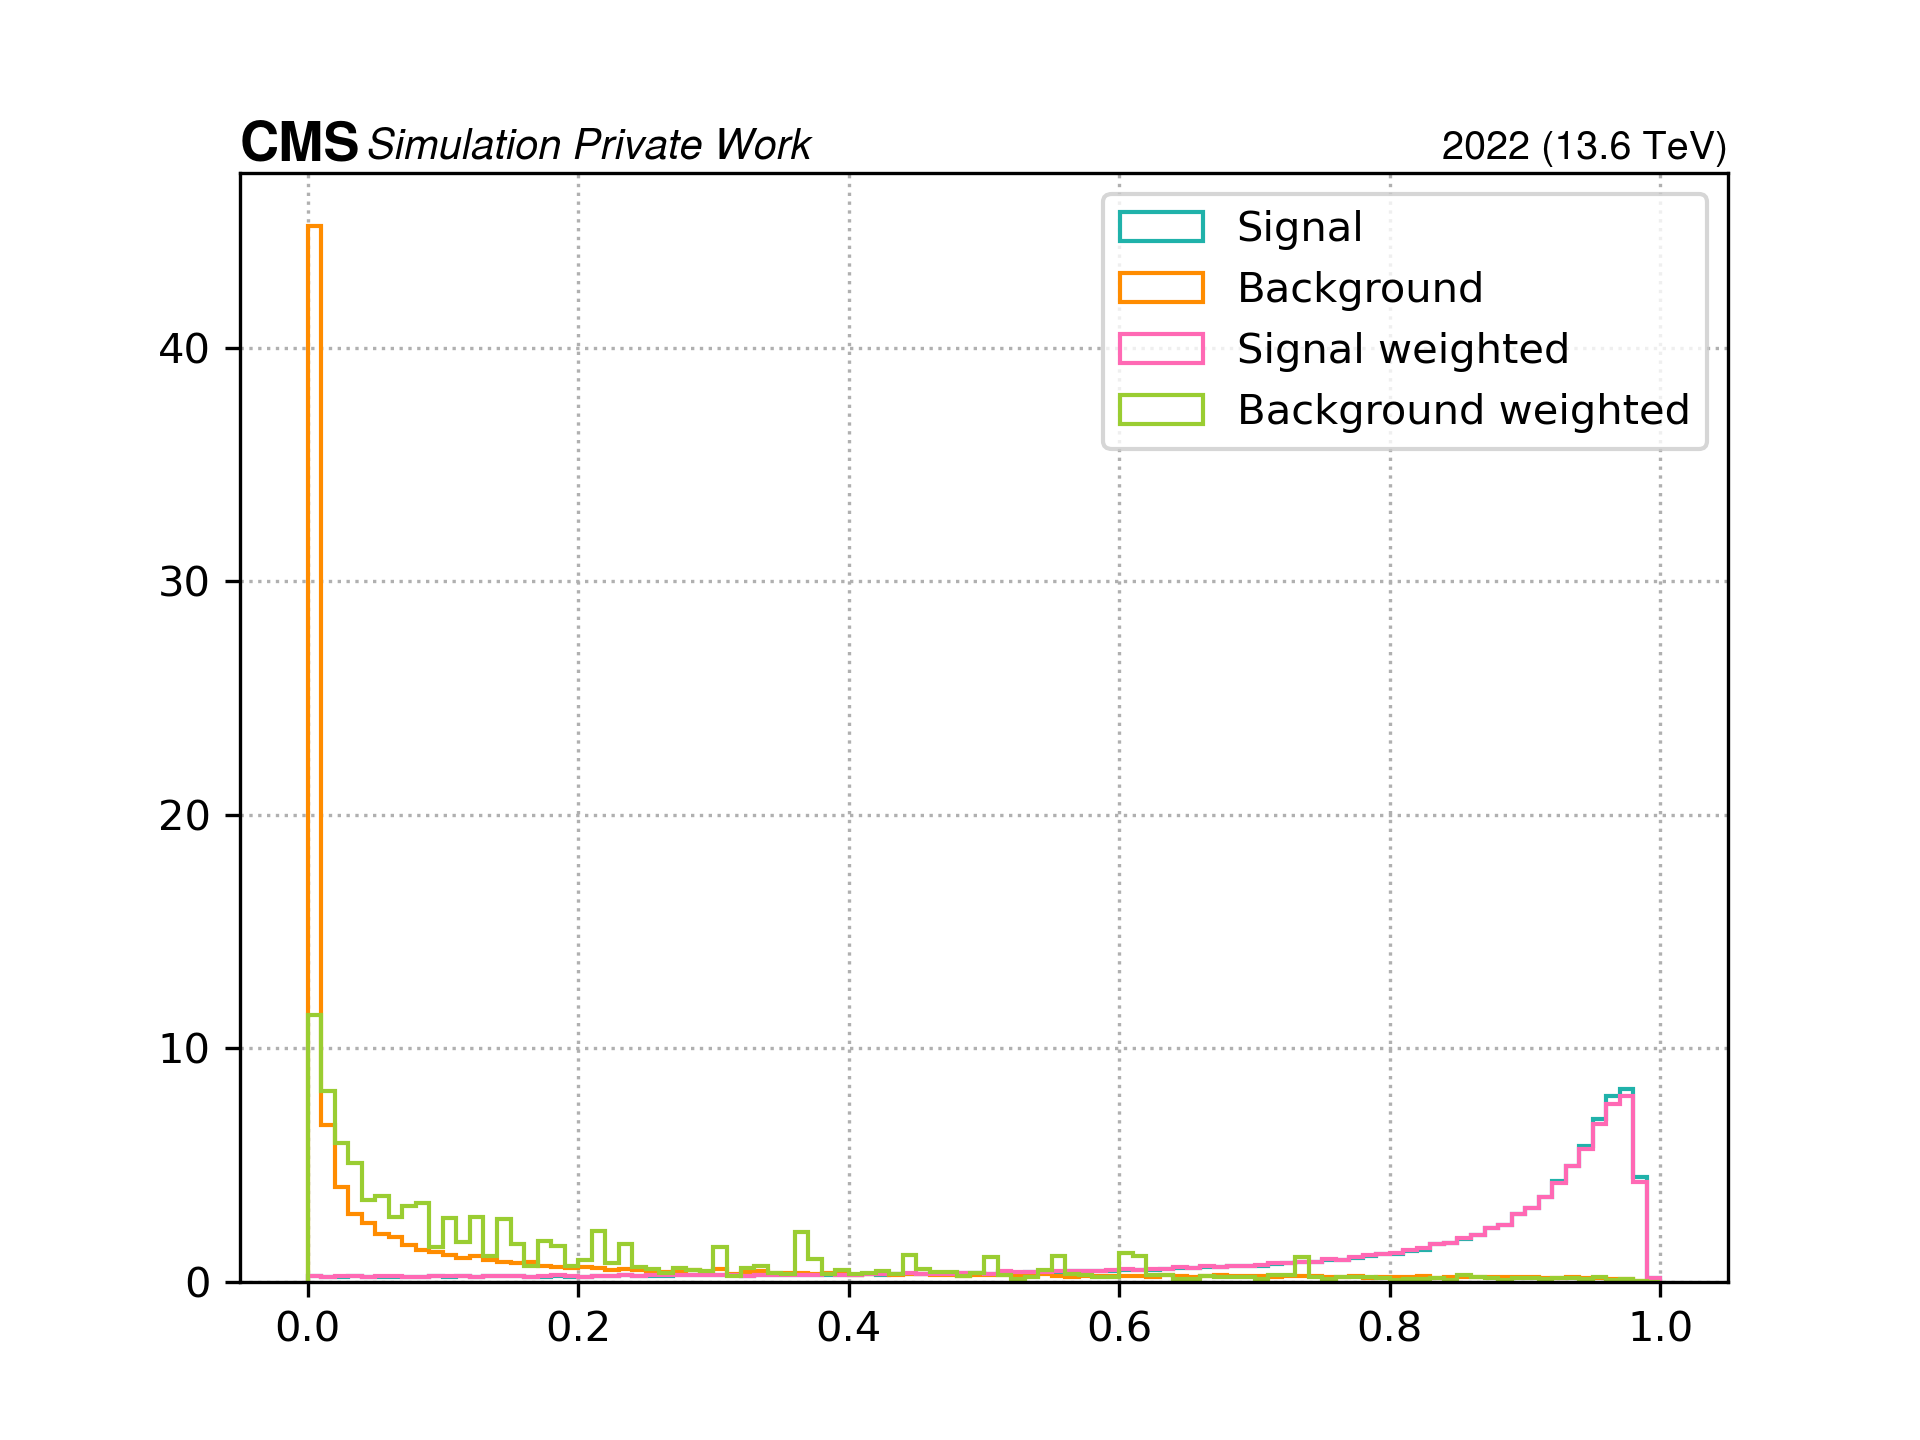 CMS Simulation Private Work 2022 (13.6 TeV)
Signal
Background
Signal weighted
Background weighted
40
30
20
10
0
0.0 0.2 0.4 0.6 0.8 1.0